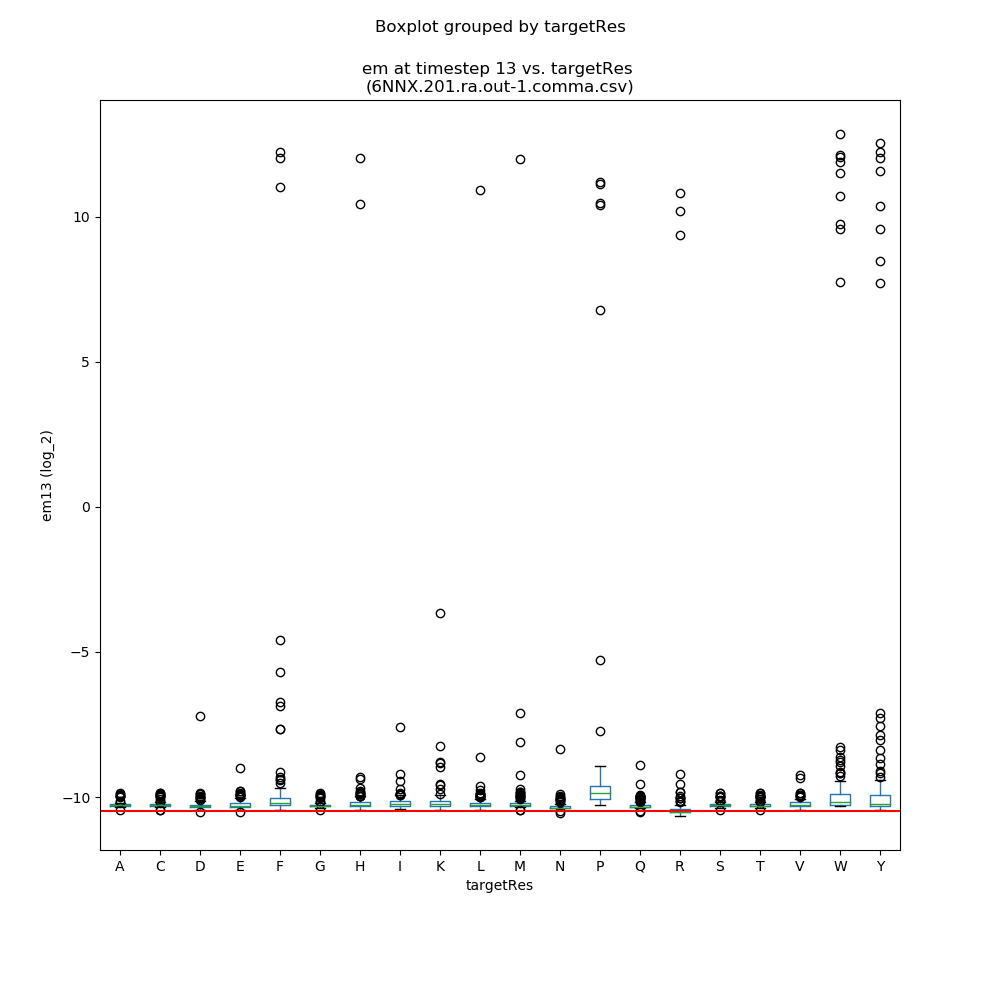 Boxplot grouped by targetRes
em at timestep 13 vs. targetRes
(6NNX.201.ra.out-1.comma.csv)
10
5
0
−5
−10
em13 (log_2)
A C D E F G H I K L M N P Q R S T V W Y
targetRes